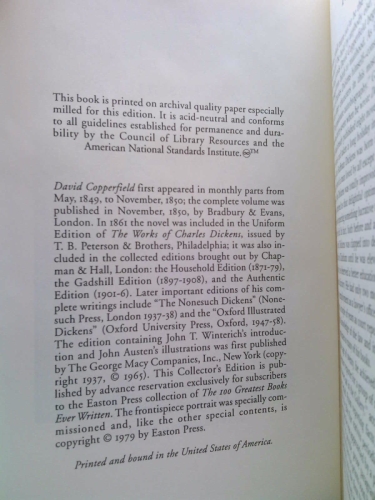 This book is printed on archival quality paper especially
milled for this edition. It is acid-neutral and conforms
to all guidelines established for permanence and dura-
bility by the Council of Library Resources and the
American National Standards Institute.♾™
David Copperfield first appeared in monthly parts from
May, 1849, to November, 1850; the complete volume was
published in November, 1850, by Bradbury & Evans,
London. In 1861 the novel was included in the Uniform
Edition of The Works of Charles Dickens, issued by
T. B. Peterson & Brothers, Philadelphia; it was also in-
cluded in the collected editions brought out by Chap-
man & Hall, London: the Household Edition (1871-79),
the Gadshill Edition (1897-1908), and the Authentic
Edition (1901-6). Later important editions of his com-
plete writings include "The Nonesuch Dickens" (None-
such Press, London 1937-38) and the "Oxford Illustrated
Dickens" (Oxford University Press, Oxford, 1947-58).
The edition containing John T. Winterich's introduc-
tion and John Austen's illustrations was first published
by The George Macy Companies, Inc., New York (copy-
right 1937, © 1965). This Collector's Edition is pub-
lished by advance reservation exclusively for subscribers
to the Easton Press collection of The 100 Greatest Books
Ever Written. The frontispiece portrait was specially com-
missioned and, like the other special contents, is
copyright © 1979 by Easton Press.
Printed and bound in the United States of America.